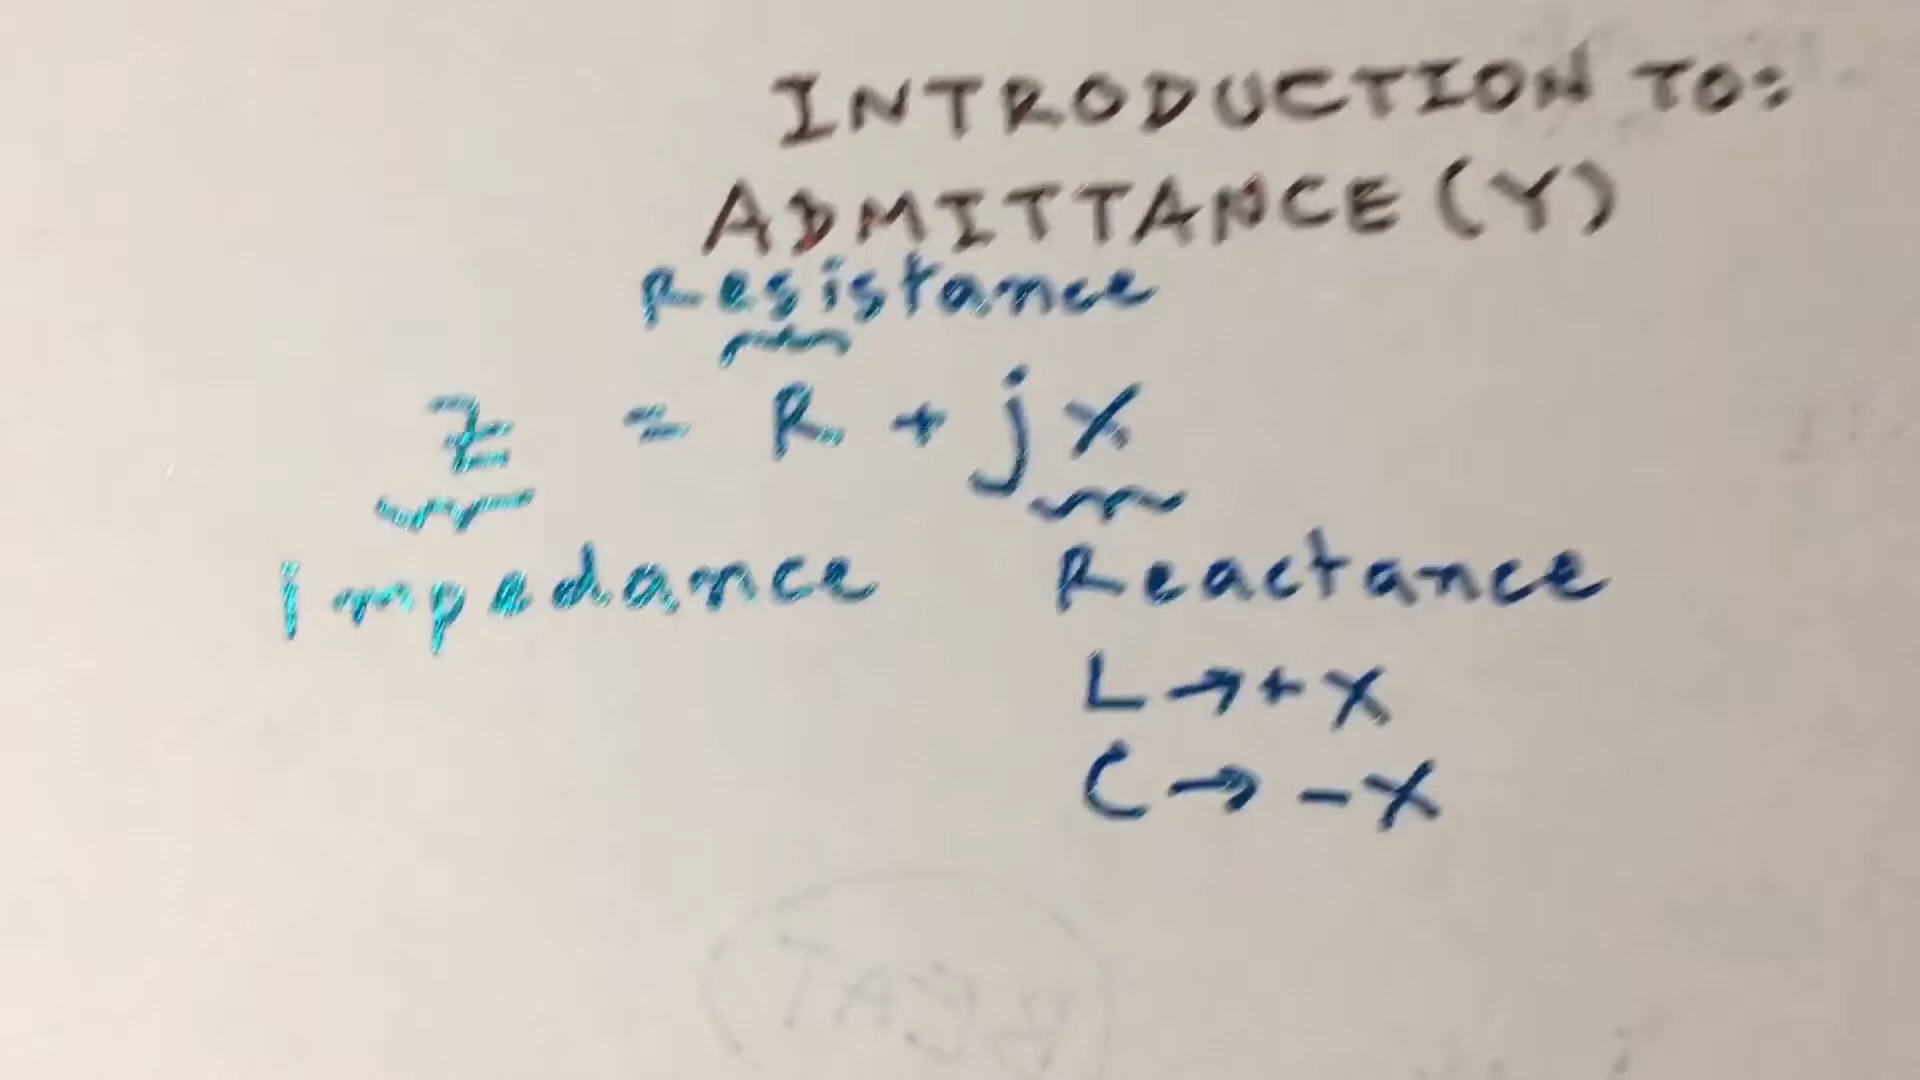 INTRODUCTION TO:
ADMITTANCE (Y)
Resistance
Z = R + jX
impedance Reactance
L → + X
C → - X